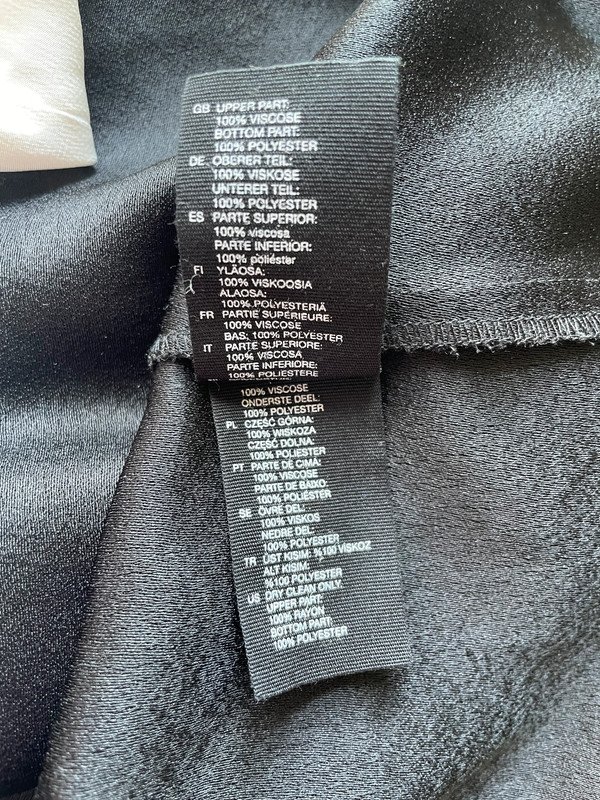 GB UPPER PART:
100% VISCOSE
BOTTOM PART:
100% POLYESTER
DE OBERER TEIL:
100% VISKOSE
UNTERER TEIL:
100% POLYESTER
ES PARTE SUPERIOR:
100% viscosa
PARTE INFERIOR:
100% poliéster
FI YLÄOSA:
100% VISKOOSIA
ALAOSA:
100% POLYESTERIÄ
FR PARTIE SUPÉRIEURE:
100% VISCOSE
BAS: 100% POLYESTER
IT PARTE SUPERIORE:
100% VISCOSA
PARTE INFERIORE:
100% POLIESTERE
100% VISCOSE
ONDERSTE DEEL:
100% POLYESTER
PL CZĘŚĆ GÓRNA:
100% WISKOZA
CZĘŚĆ DOLNA:
100% POLIESTER
PT PARTE DE CIMA:
100% VISCOSE
PARTE DE BAIXO:
100% POLIÉSTER
SE ÖVRE DEL:
100% VISKOS
NEDRE DEL:
100% POLYESTER
TR ÜST KISIM: %100 VİSKOZ
ALT KISIM:
%100 POLYESTER
US DRY CLEAN ONLY.
UPPER PART:
100% RAYON
BOTTOM PART:
100% POLYESTER